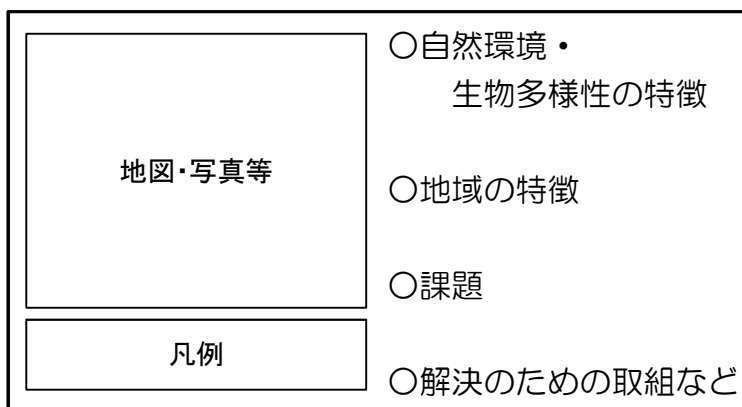 地図・写真等
凡例
○自然環境・
生物多様性の特徴
○地域の特徴
○課題
○解決のための取組など